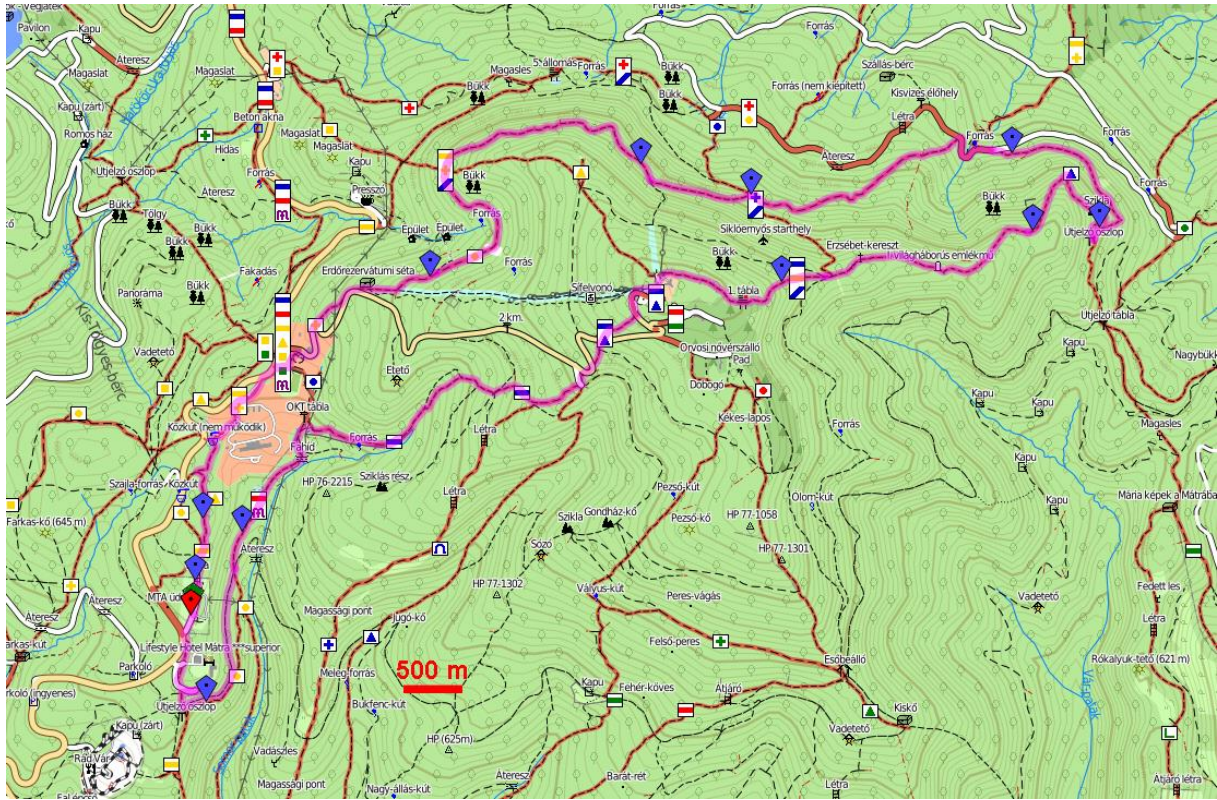 Pavilon
Kapu
Áteresz
Magaslat
Magaslat
Kapu (zárt)
Romos ház
Beton akna
Magaslat
Magaslat
Hidas
Kapu
Presszó
Útjelző oszlop
Áteresz
Forrás
Bükk
Tölgy
Bükk
Bükk
Fakadás
Panoráma
Vadetető
Kis-Tölgyes-bérc
Magasles
5. állomás
Forrás
Bükk
Bükk
Bükk
Bükk
Forrás
Forrás
Forrás (nem kiépített)
Szállás-bérc
Kisvizes élőhely
Létra
Áteresz
Forrás
Forrás
Forrás
Bükk
Szikla
Útjelző oszlop
Épület
Épület
Forrás
Forrás
Erdőrezervátumi séta
Sífelvonó
2 km.
Siklóernyős starthely
Bükk
Erzsébet-kereszt
I. világháborús emlékmű
1. tábla
Orvosi nővérszálló
Pad
Dobogó
Kékes-lapos
Útjelző tábla
Nagybükk
Etető
OKT tábla
Közkút (nem működik)
Fahíd
Forrás
HP 76-2215
Sziklás rész
Létra
Létra
Szajla-forrás
Közkút
Farkas-kő (645 m)
Áteresz
Áteresz
Áteresz
Parkoló
Parkoló (ingyenes)
Lifestyle Hotel Mátra ****superior
Útjelző oszlop
Kapu (zárt)
Vadászles
Magassági pont
Magassági pont
Meleg-forrás
Júgó-kő
Bükfenc-kút
HP (625m)
Nagy-állás-kút
500 m
HP 77-1302
Szikla
Gondház-kő
Sózó
Pezső-kút
Pezső-kő
HP 77-1058
HP 77-1301
Olom-kút
Forrás
Vályus-kút
Peres-vágás
Felső-peres
Esőbeálló
Kapu
Fehér-köves
Átjáró
Kiskő
Vadetető
Létra
Barát-rét
Áteresz
Kapu
Kapu
Kapu
Kapu
Magasles
Mária képek a Mátrában
Vadetető
Fedett les
Létra
Rókalyuk-tető (621 m)
Átjáró létra